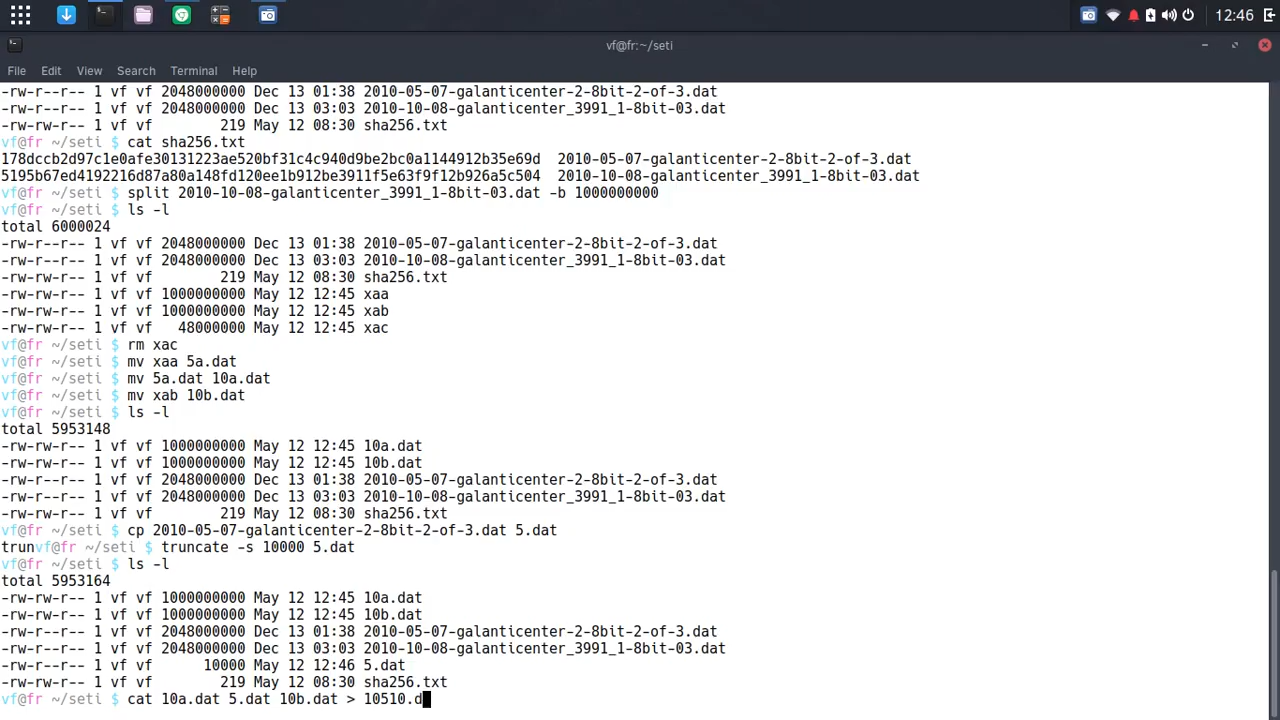 12:46
vf@fr:~/seti
File Edit View Search Terminal Help
-rw-r--r-- 1 vf vf 2048000000 Dec 13 01:38 2010-05-07-galanticenter-2-8bit-2-of-3.dat
-rw-r--r-- 1 vf vf 2048000000 Dec 13 03:03 2010-10-08-galanticenter_3991_1-8bit-03.dat
-rw-rw-r-- 1 vf vf        219 May 12 08:30 sha256.txt
vf@fr ~/seti $ cat sha256.txt
178dccb2d97c1e0afe30131223ae520bf31c4c940d9be2bc0a1144912b35e69d  2010-05-07-galanticenter-2-8bit-2-of-3.dat
5195b67ed4192216d87a80a148fd120ee1b912be3911f5e63f9f12b926a5c504  2010-10-08-galanticenter_3991_1-8bit-03.dat
vf@fr ~/seti $ split 2010-10-08-galanticenter_3991_1-8bit-03.dat -b 1000000000
vf@fr ~/seti $ ls -l
total 6000024
-rw-r--r-- 1 vf vf 2048000000 Dec 13 01:38 2010-05-07-galanticenter-2-8bit-2-of-3.dat
-rw-r--r-- 1 vf vf 2048000000 Dec 13 03:03 2010-10-08-galanticenter_3991_1-8bit-03.dat
-rw-rw-r-- 1 vf vf        219 May 12 08:30 sha256.txt
-rw-rw-r-- 1 vf vf 1000000000 May 12 12:45 xaa
-rw-rw-r-- 1 vf vf 1000000000 May 12 12:45 xab
-rw-rw-r-- 1 vf vf   48000000 May 12 12:45 xac
vf@fr ~/seti $ rm xac
vf@fr ~/seti $ mv xaa 5a.dat
vf@fr ~/seti $ mv 5a.dat 10a.dat
vf@fr ~/seti $ mv xab 10b.dat
vf@fr ~/seti $ ls -l
total 5953148
-rw-rw-r-- 1 vf vf 1000000000 May 12 12:45 10a.dat
-rw-rw-r-- 1 vf vf 1000000000 May 12 12:45 10b.dat
-rw-r--r-- 1 vf vf 2048000000 Dec 13 01:38 2010-05-07-galanticenter-2-8bit-2-of-3.dat
-rw-r--r-- 1 vf vf 2048000000 Dec 13 03:03 2010-10-08-galanticenter_3991_1-8bit-03.dat
-rw-rw-r-- 1 vf vf        219 May 12 08:30 sha256.txt
vf@fr ~/seti $ cp 2010-05-07-galanticenter-2-8bit-2-of-3.dat 5.dat
trunvf@fr ~/seti $ truncate -s 10000 5.dat
vf@fr ~/seti $ ls -l
total 5953164
-rw-rw-r-- 1 vf vf 1000000000 May 12 12:45 10a.dat
-rw-rw-r-- 1 vf vf 1000000000 May 12 12:45 10b.dat
-rw-r--r-- 1 vf vf 2048000000 Dec 13 01:38 2010-05-07-galanticenter-2-8bit-2-of-3.dat
-rw-r--r-- 1 vf vf 2048000000 Dec 13 03:03 2010-10-08-galanticenter_3991_1-8bit-03.dat
-rw-r--r-- 1 vf vf      10000 May 12 12:46 5.dat
-rw-rw-r-- 1 vf vf        219 May 12 08:30 sha256.txt
vf@fr ~/seti $ cat 10a.dat 5.dat 10b.dat > 10510.d